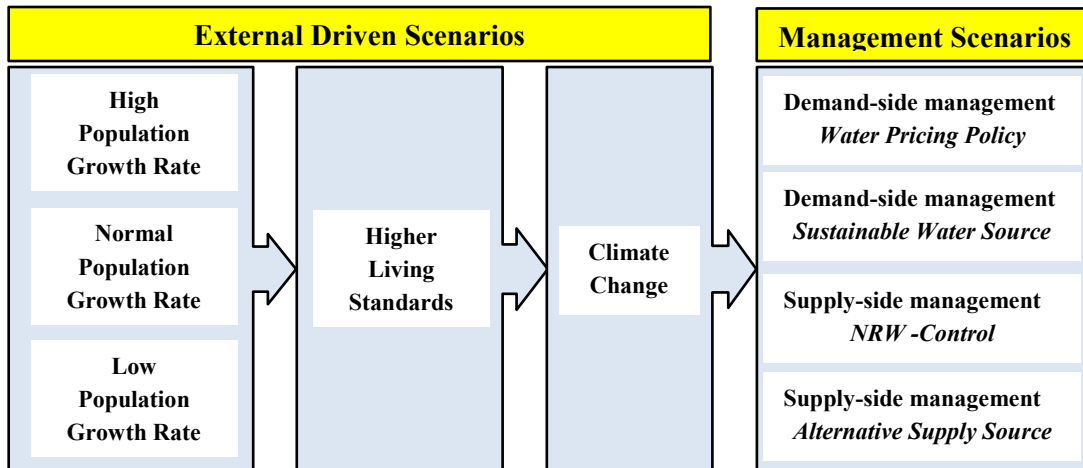 External Driven Scenarios
Management Scenarios
High
Population
Growth Rate
Normal
Population
Growth Rate
Low
Population
Growth Rate
Higher
Living
Standards
Climate
Change
Demand-side management
Water Pricing Policy
Demand-side management
Sustainable Water Source
Supply-side management
NRW -Control
Supply-side management
Alternative Supply Source